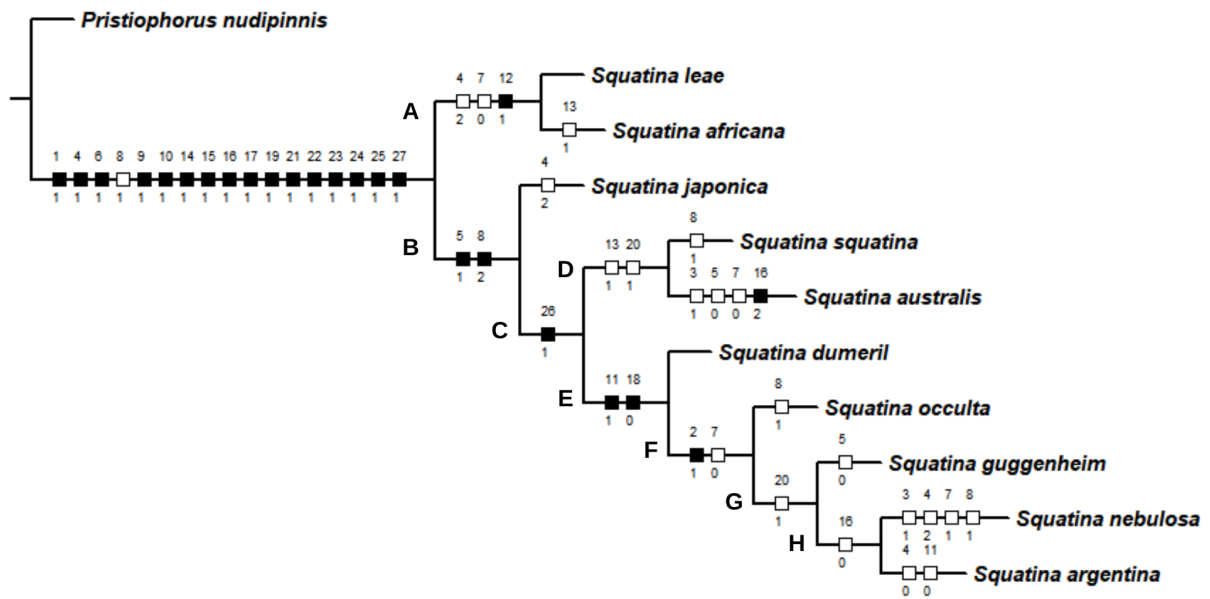 Pristiophorus nudipinnis
4 7 12
Squatina leae
A
2 0 1
13
Squatina africana
1
1 4 6 8 9 10 14 15 16 17 19 21 22 23 24 25 27
1 1 1 1 1 1 1 1 1 1 1 1 1 1 1 1 1
4
Squatina japonica
2
5 8
B
1 2
13 20
D
1 1
8
Squatina squatina
1
3 5 7 16
Squatina australis
1 0 0 2
26
C
1
Squatina dumeril
11 18
E
1 0
8
Squatina occulta
1
2 7
F
1 0
5
Squatina guggenheim
0
20
G
1
3 4 7 8
Squatina nebulosa
1 2 1 1
16
H
0
4 11
Squatina argentina
0 0